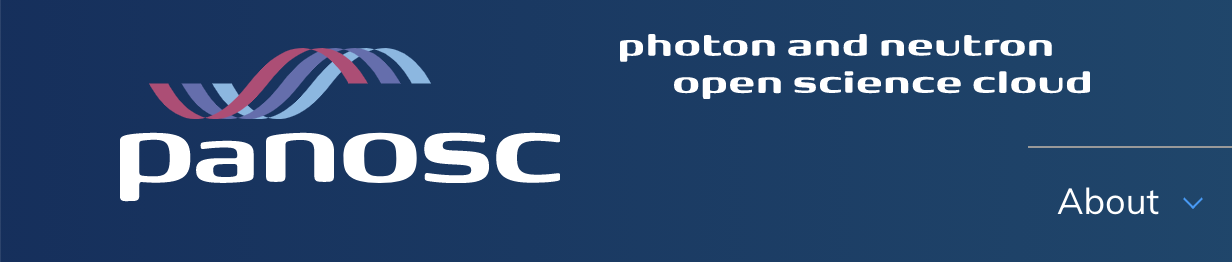 panosc
photon and neutron
open science cloud
About